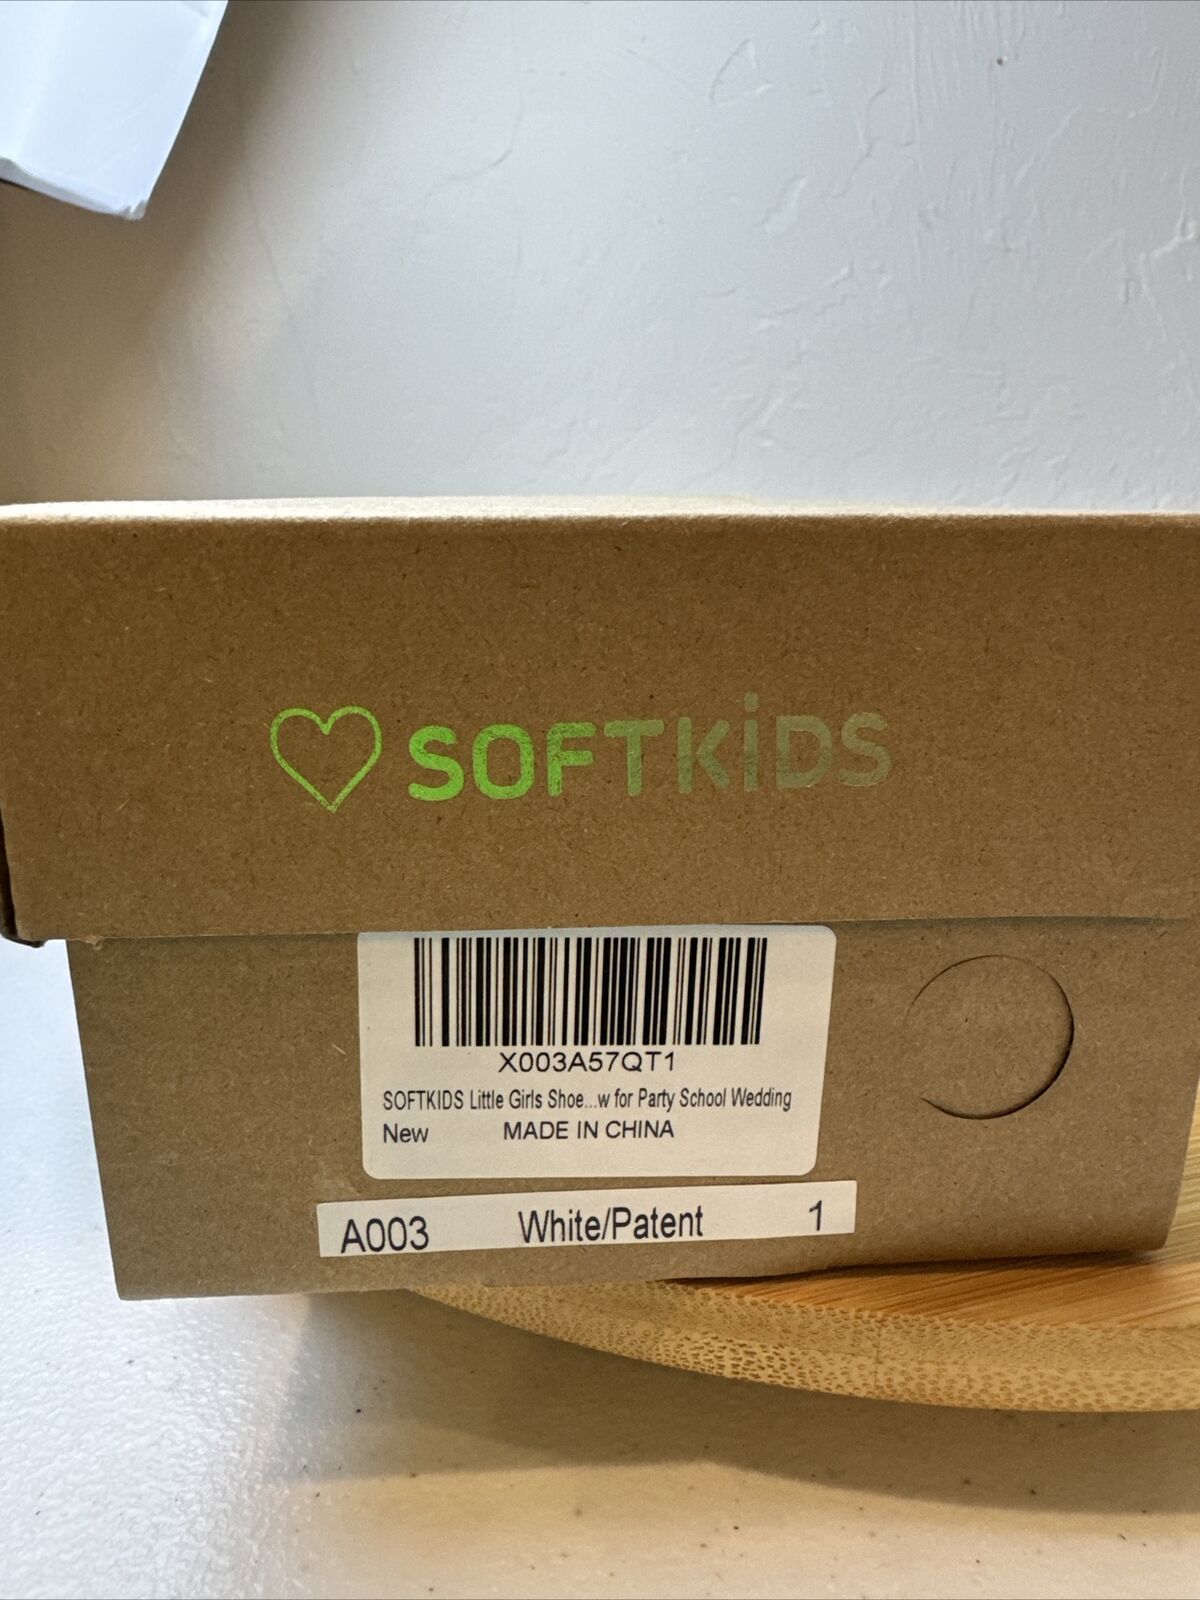 SOFTKiDS
X003A57QT1
SOFTKIDS Little Girls Shoe...w for Party School Wedding
New MADE IN CHINA
A003 White/Patent 1